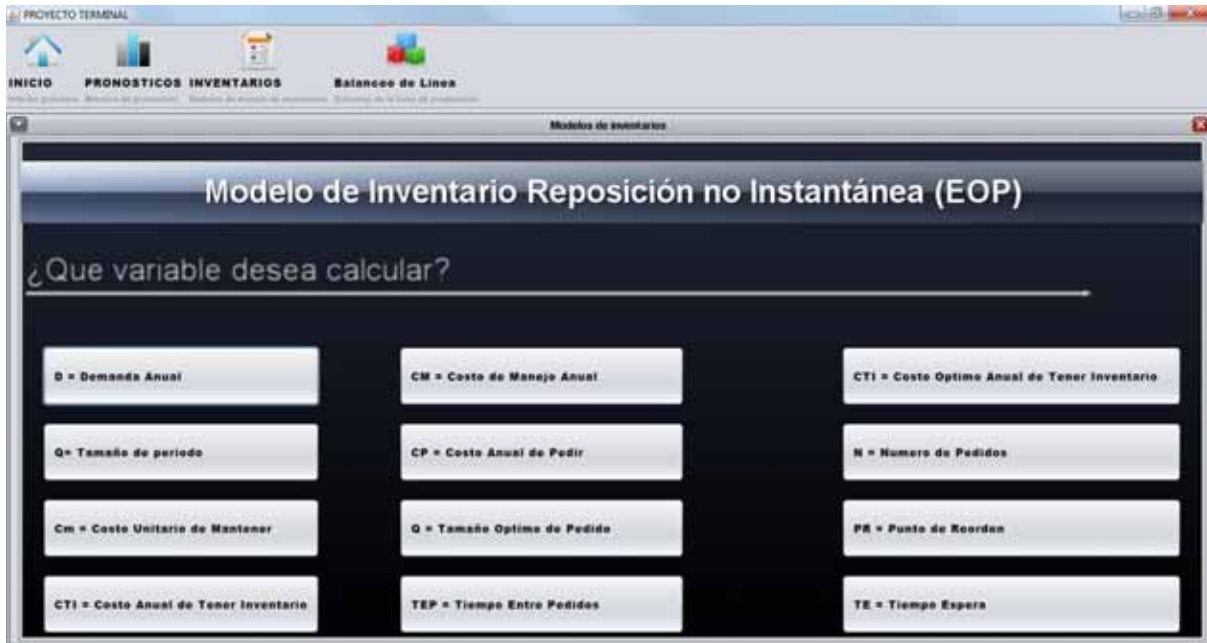 PROYECTO TERMINAL
INICIO
PRONOSTICOS
INVENTARIOS
Balanceo de Linea
Modelos de inventarios
Modelo de Inventario Reposición no Instantánea (EOP)
¿Que variable desea calcular?
D = Demanda Anual
CM = Costo de Manejo Anual
CTI = Costo Optimo Anual de Tener Inventario
Q= Tamaño de periodo
CP = Costo Anual de Pedir
N = Numero de Pedidos
Cm = Costo Unitario de Mantener
Q = Tamaño Optimo de Pedido
PR = Punto de Reorden
CTI = Costo Anual de Tener Inventario
TEP = Tiempo Entre Pedidos
TE = Tiempo Espera